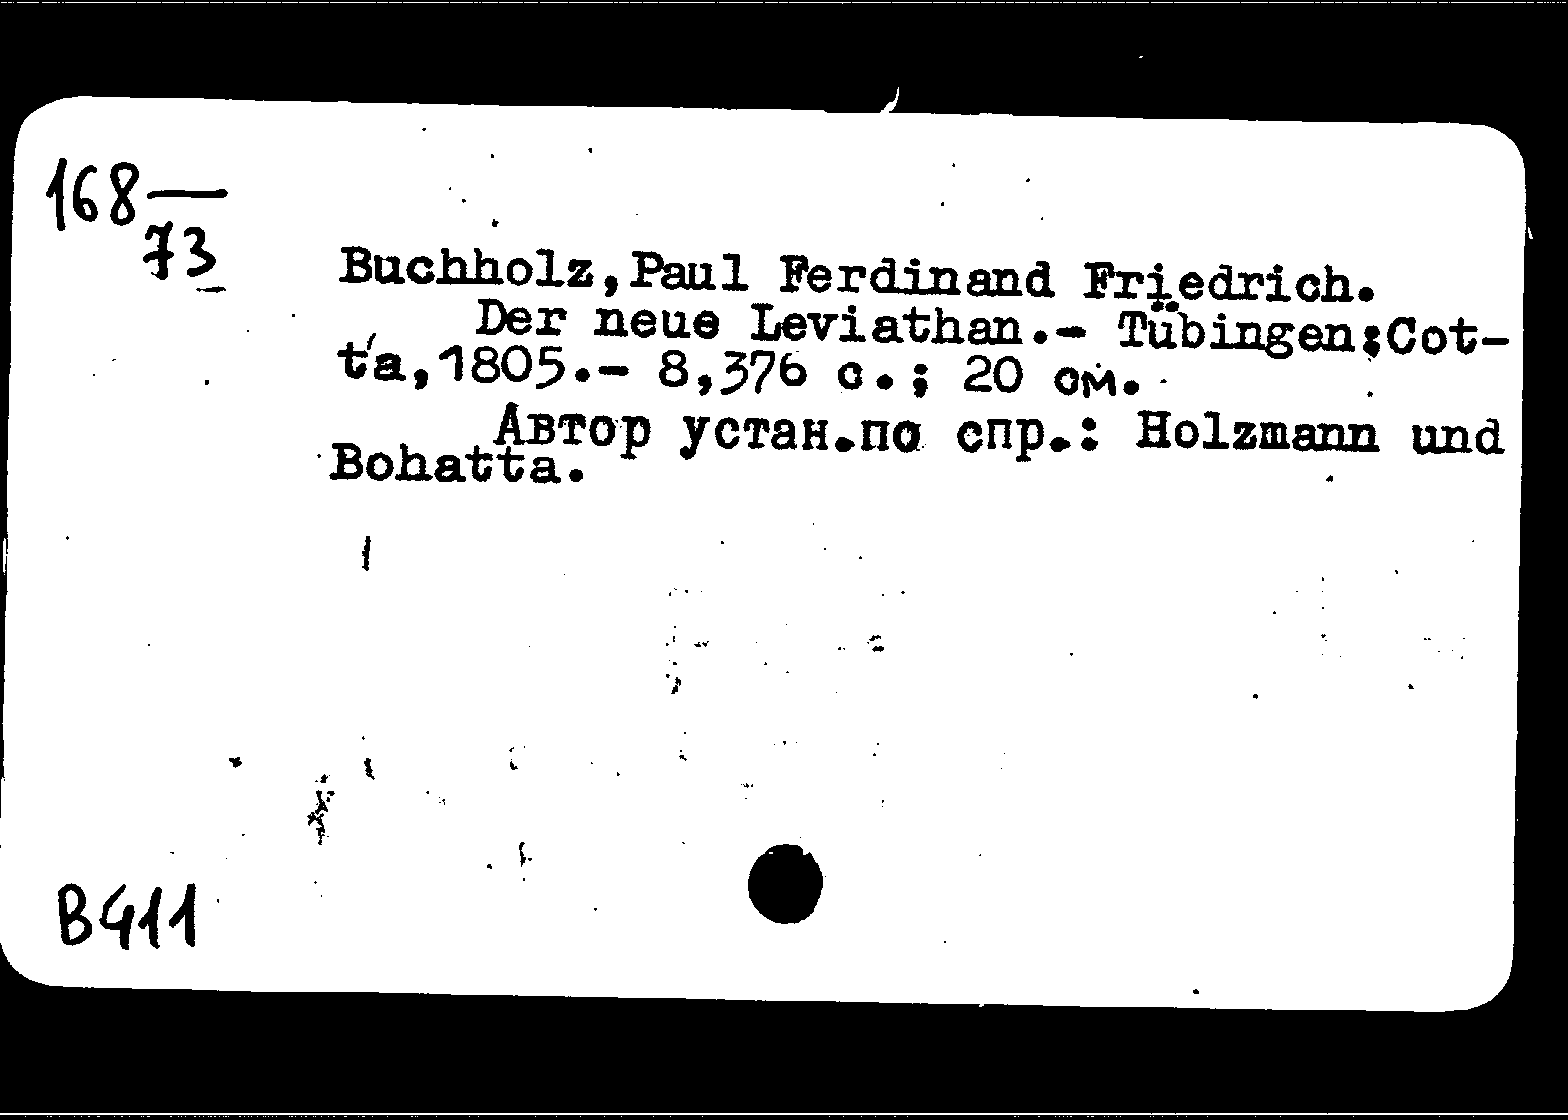 168—
73
Buchholz, Paul Ferdinand Friedrich.
Der neue Leviathan.- Tübingen:Cot-
ta,1805.- 8,376 с.; 20 см.
Автор устан.по спр.: Holzmann und
Bohatta.
B411